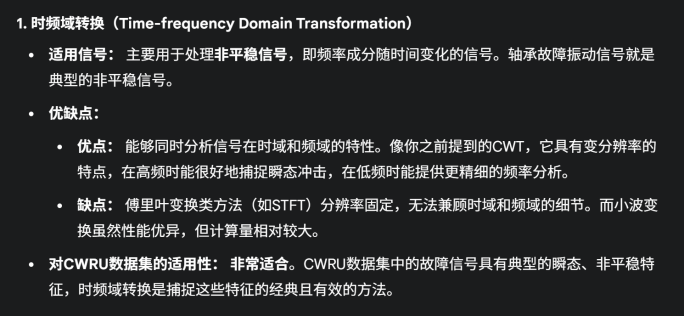 1. 时频域转换（Time-frequency Domain Transformation）
• 适用信号： 主要用于处理非平稳信号，即频率成分随时间变化的信号。轴承故障振动信号就是
典型的非平稳信号。
• 优缺点：
• 优点： 能够同时分析信号在时域和频域的特性。像你之前提到的CWT，它具有变分辨率的
特点，在高频时能很好地捕捉瞬态冲击，在低频时能提供更精细的频率分析。
• 缺点： 傅里叶变换类方法（如STFT）分辨率固定，无法兼顾时域和频域的细节。而小波变
换虽然性能优异，但计算量相对较大。
• 对CWRU数据集的适用性： 非常适合。CWRU数据集中的故障信号具有典型的瞬态、非平稳特
征，时频域转换是捕捉这些特征的经典且有效的方法。